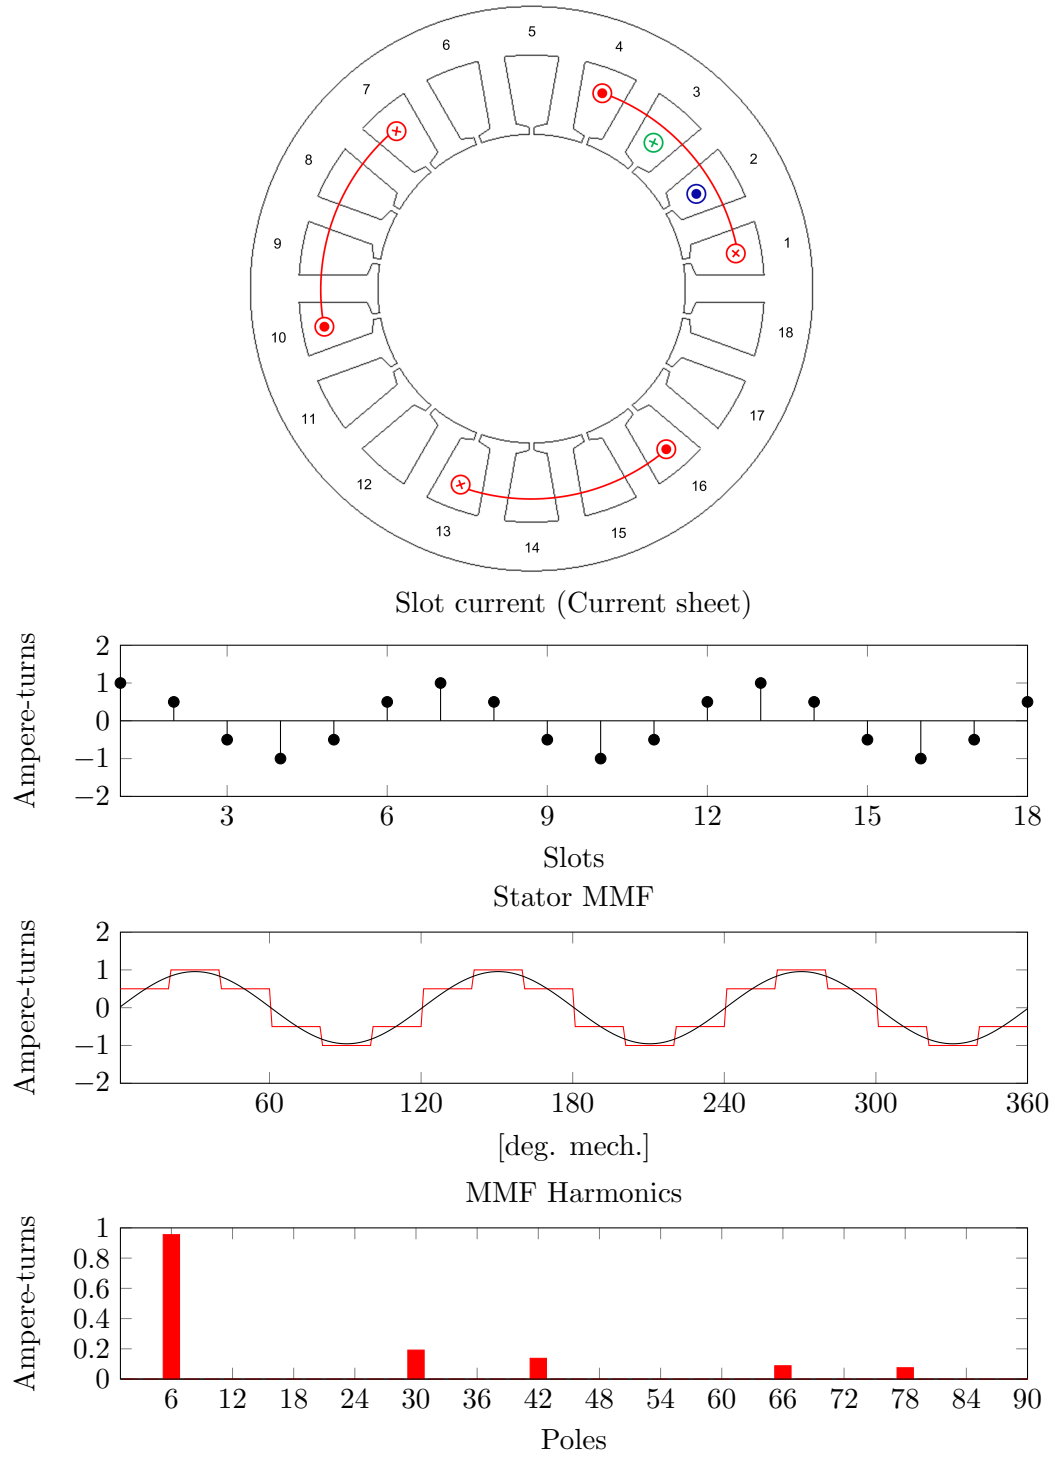 5
6
4
7
3
8
2
9
1
10
18
11
17
12
16
13
15
14
Slot current (Current sheet)
Ampere-turns
2
1
0
−1
−2
3 6 9 12 15 18
Slots
Stator MMF
Ampere-turns
2
1
0
−1
−2
60 120 180 240 300 360
[deg. mech.]
MMF Harmonics
Ampere-turns
1
0.8
0.6
0.4
0.2
0
6 12 18 24 30 36 42 48 54 60 66 72 78 84 90
Poles